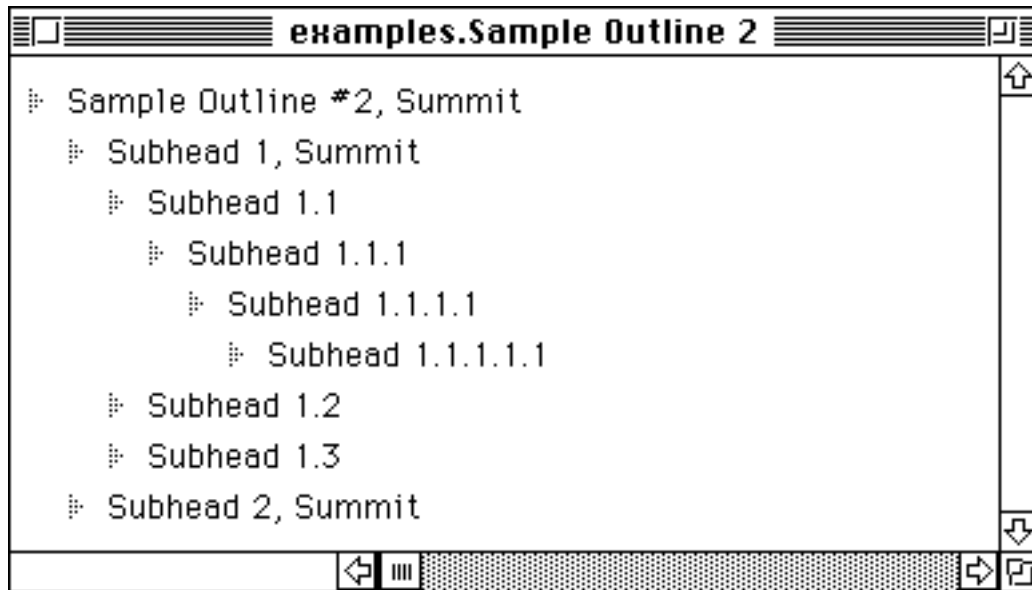 examples.Sample Outline 2
Sample Outline #2, Summit
Subhead 1, Summit
Subhead 1.1
Subhead 1.1.1
Subhead 1.1.1.1
Subhead 1.1.1.1.1
Subhead 1.2
Subhead 1.3
Subhead 2, Summit